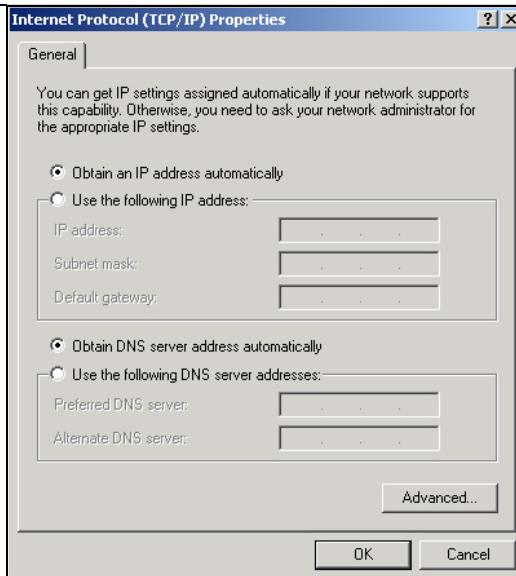 Internet Protocol (TCP/IP) Properties
General
You can get IP settings assigned automatically if your network supports
this capability. Otherwise, you need to ask your network administrator for
the appropriate IP settings.
Obtain an IP address automatically
Use the following IP address:
IP address:
Subnet mask:
Default gateway:
Obtain DNS server address automatically
Use the following DNS server addresses:
Preferred DNS server:
Alternate DNS server:
Advanced...
OK Cancel